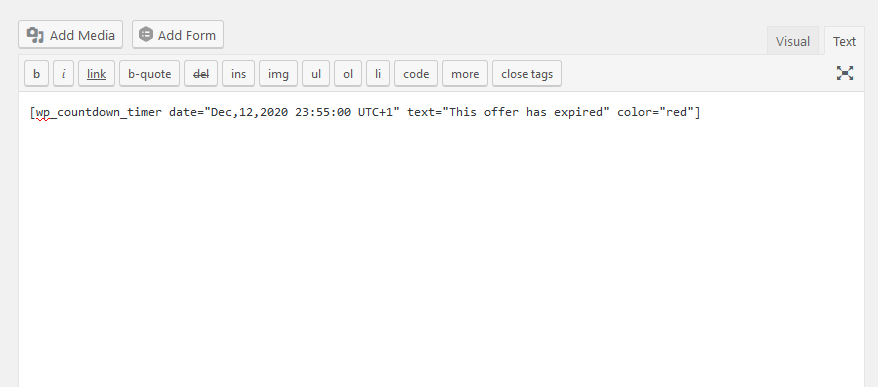 Add Media Add Form
Visual Text
b i link b-quote del ins img ul ol li code more close tags
[wp_countdown_timer date="Dec,12,2020 23:55:00 UTC+1" text="This offer has expired" color="red"]